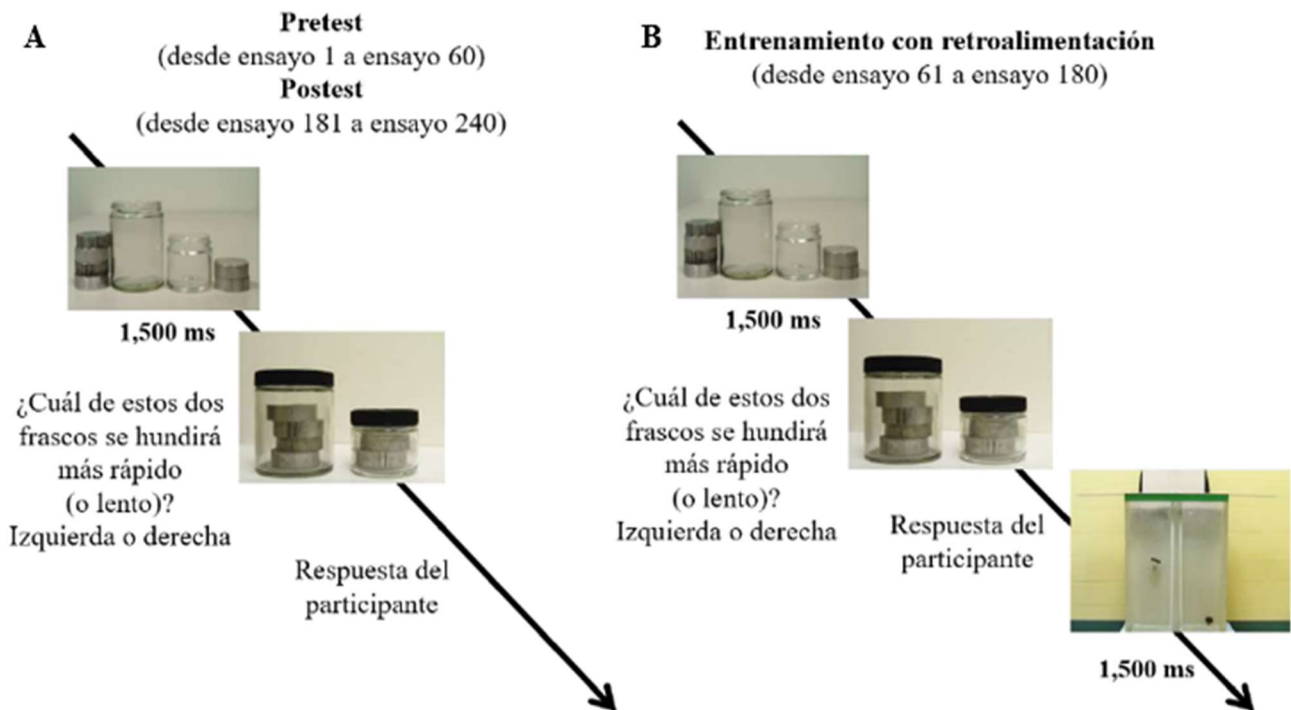 A
Pretest
(desde ensayo 1 a ensayo 60)
Postest
(desde ensayo 181 a ensayo 240)
1,500 ms
¿Cuál de estos dos
frascos se hundirá
más rápido
(o lento)?
Izquierda o derecha
Respuesta del
participante
B
Entrenamiento con retroalimentación
(desde ensayo 61 a ensayo 180)
1,500 ms
¿Cuál de estos dos
frascos se hundirá
más rápido
(o lento)?
Izquierda o derecha
Respuesta del
participante
1,500 ms